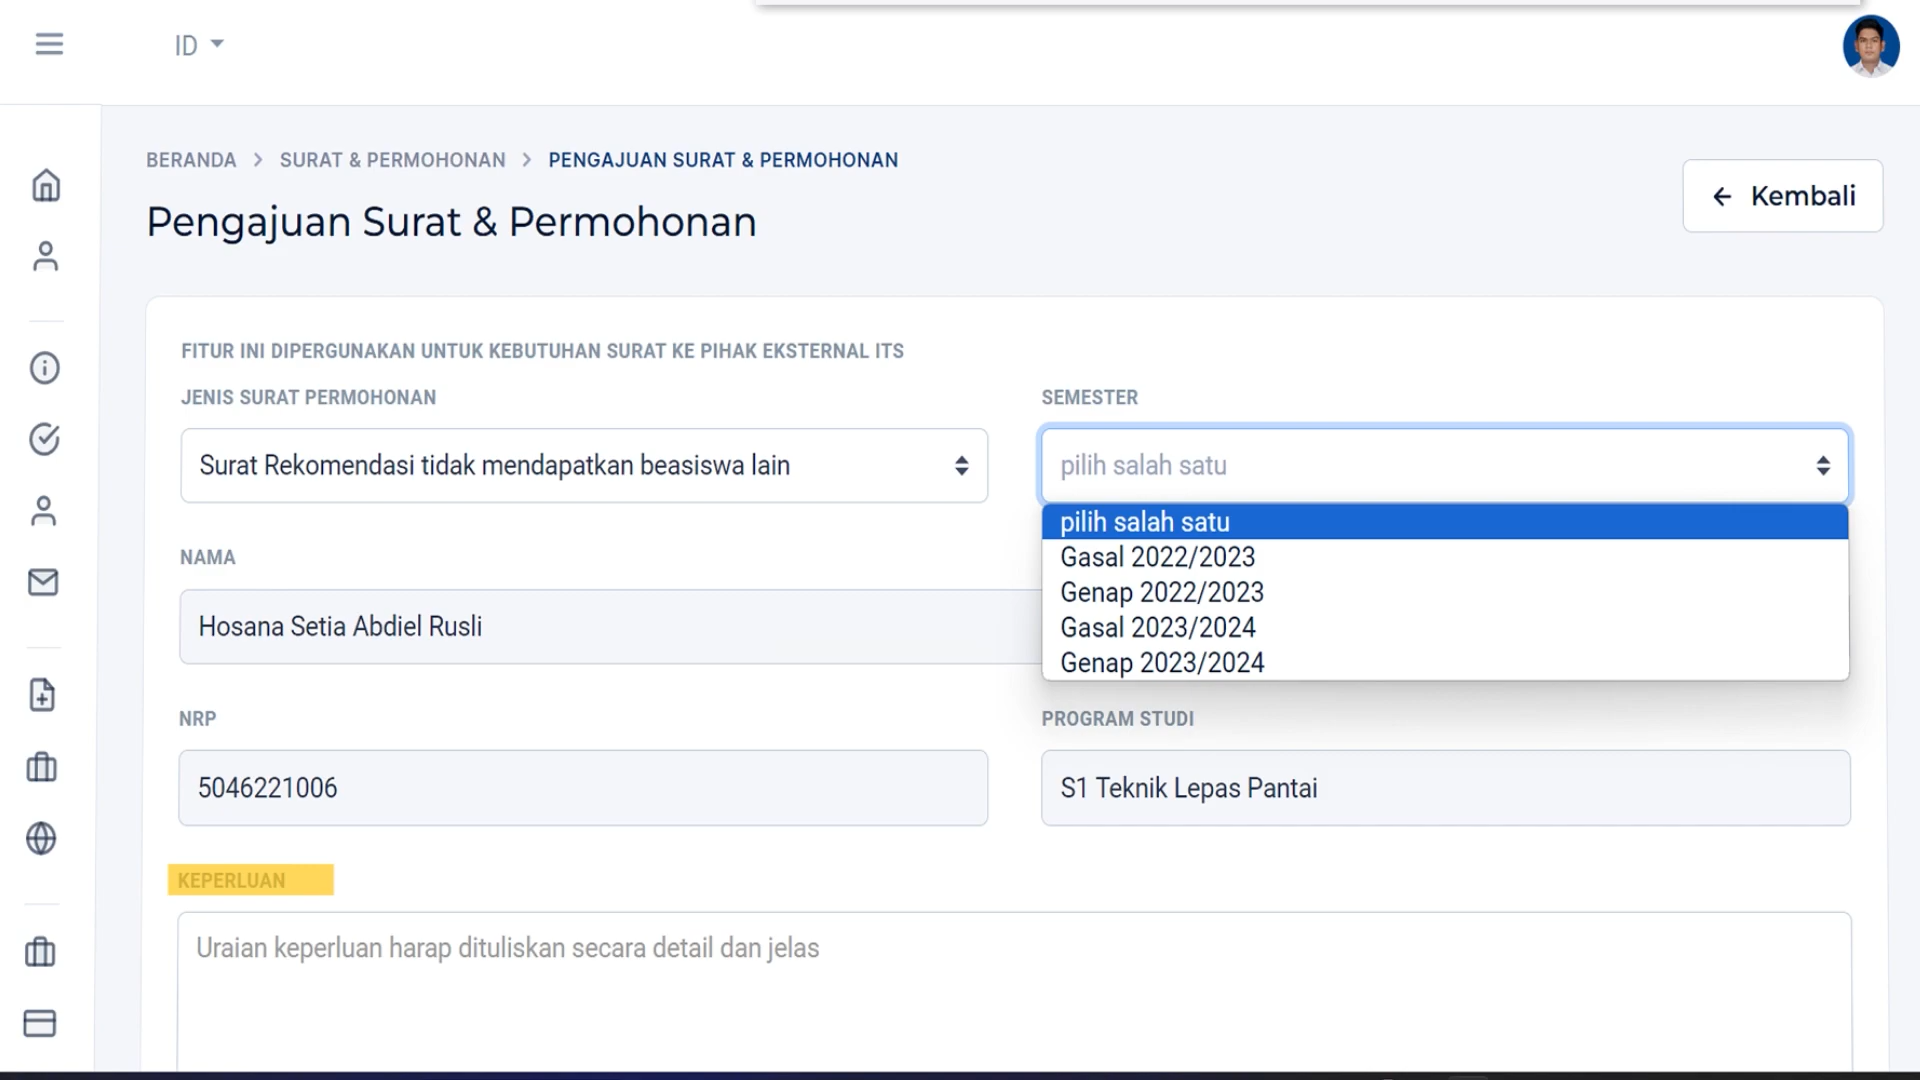 ID
BERANDA > SURAT & PERMOHONAN > PENGAJUAN SURAT & PERMOHONAN
Pengajuan Surat & Permohonan
← Kembali
FITUR INI DIPERGUNAKAN UNTUK KEBUTUHAN SURAT KE PIHAK EKSTERNAL ITS
JENIS SURAT PERMOHONAN
Surat Rekomendasi tidak mendapatkan beasiswa lain
SEMESTER
pilih salah satu
pilih salah satu
Gasal 2022/2023
Genap 2022/2023
Gasal 2023/2024
Genap 2023/2024
NAMA
Hosana Setia Abdiel Rusli
NRP
5046221006
PROGRAM STUDI
S1 Teknik Lepas Pantai
KEPERLUAN
Uraian keperluan harap dituliskan secara detail dan jelas